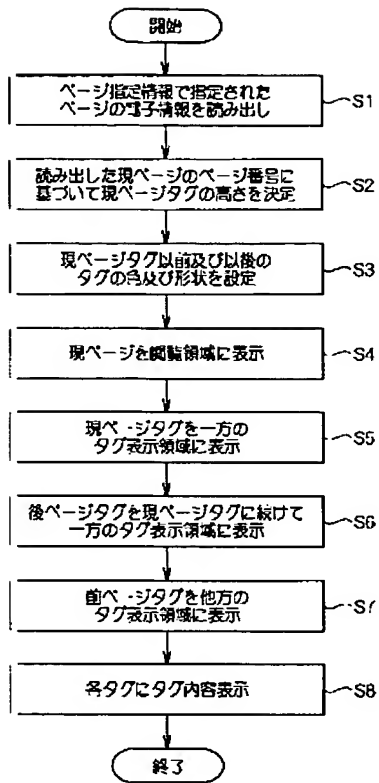 開始
ページ指定情報で指定された
ページの電子情報を読み出し
S1
読み出した現ページのページ番号に
基づいて現ページタグの高さを決定
S2
現ページタグ以前及び以後の
タグの色及び形状を設定
S3
現ページを閲覧領域に表示
S4
現ページタグを一方の
タグ表示領域に表示
S5
後ページタグを現ページタグに続けて
一方のタグ表示領域に表示
S6
前ページタグを他方の
タグ表示領域に表示
S7
各タグにタグ内容表示
S8
終了